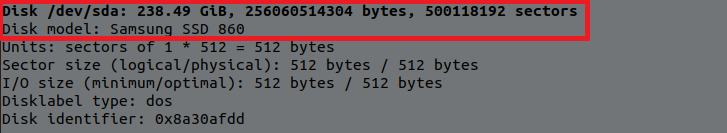 Disk /dev/sda: 238.49 GiB, 256060514304 bytes, 500118192 sectors
Disk model: Samsung SSD 860
Units: sectors of 1 * 512 = 512 bytes
Sector size (logical/physical): 512 bytes / 512 bytes
I/O size (minimum/optimal): 512 bytes / 512 bytes
Disklabel type: dos
Disk identifier: 0x8a30afdd